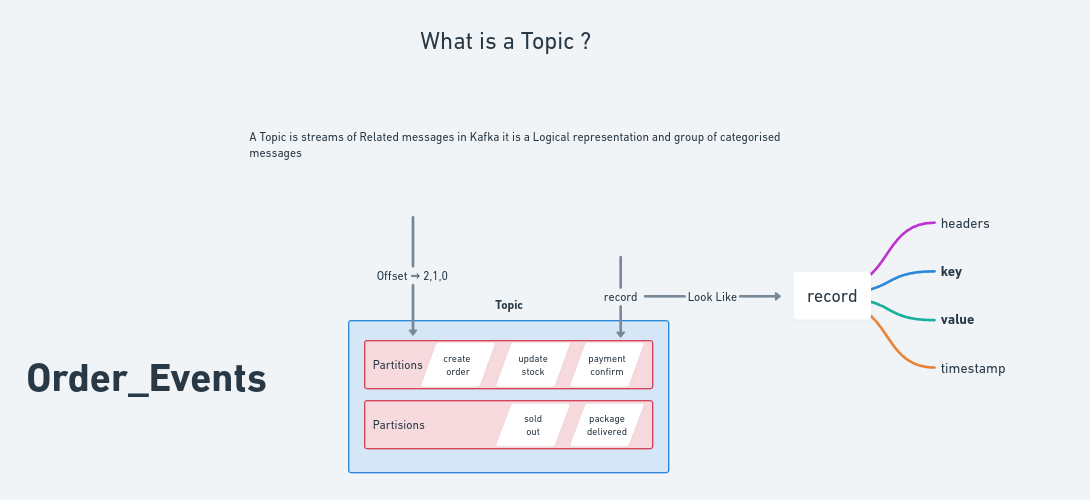 What is a Topic ?
A Topic is streams of Related messages in Kafka it is a Logical representation and group of categorised
messages
Offset → 2,1,0
record
Look Like
Topic
record
headers
key
value
timestamp
Order_Events
Partitions
create
order
update
stock
payment
confirm
Partisions
sold
out
package
delivered